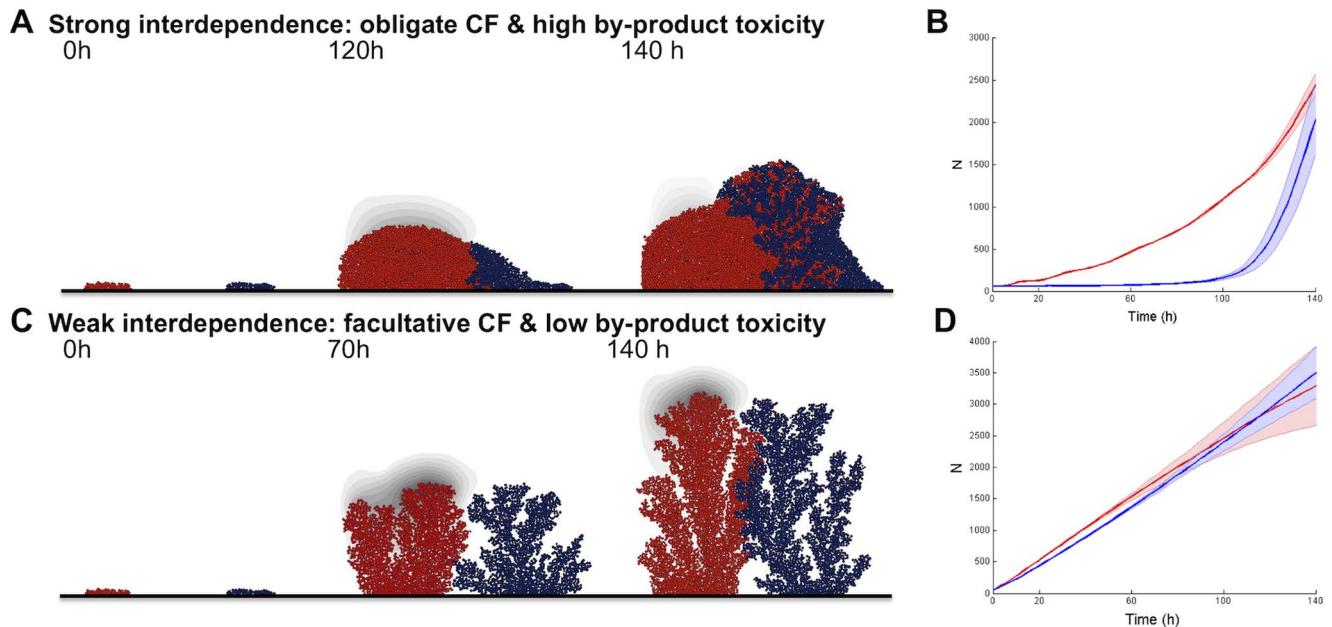 A Strong interdependence: obligate CF & high by-product toxicity
0h 120h 140 h
B
3000
2500
2000
1500
1000
500
0
N
0 20 60 100 140
Time (h)
C Weak interdependence: facultative CF & low by-product toxicity
0h 70h 140 h
D
4000
3500
3000
2500
2000
1500
1000
500
0
N
0 20 60 100 140
Time (h)